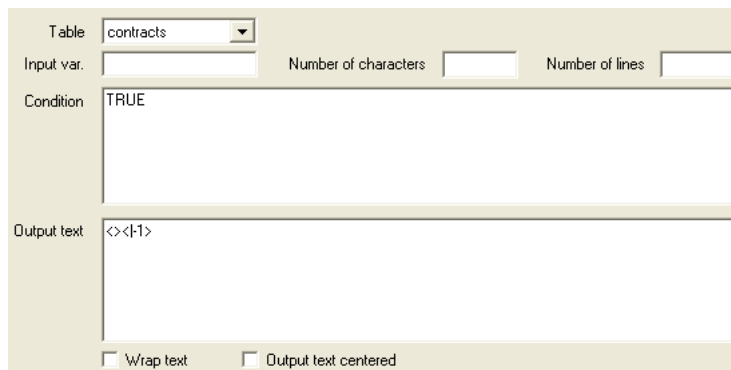 Table contracts
Input var. Number of characters Number of lines
Condition TRUE
Output text <><|-1>
Wrap text Output text centered